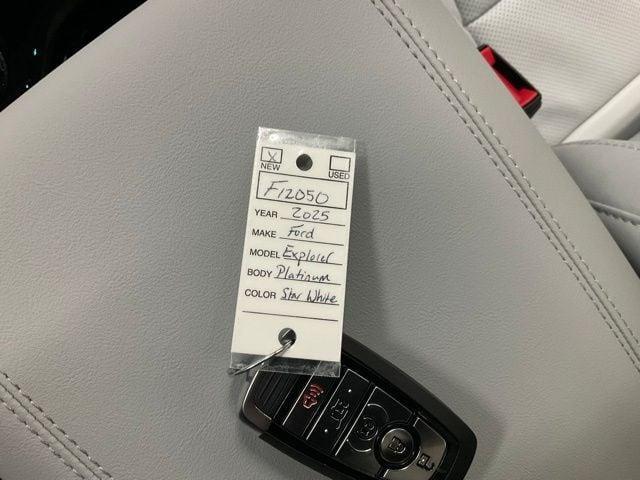 X
NEW USED
F12050
YEAR 2025
MAKE Ford
MODEL Explorer
BODY Platinum
COLOR Star White